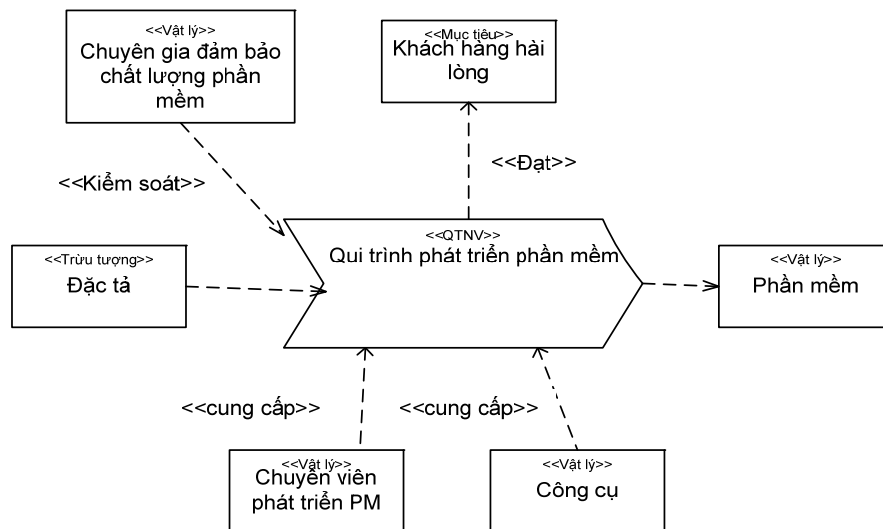 <<Vật lý>>
Chuyên gia đảm bảo
chất lượng phần
mềm
<<Mục tiêu>>
Khách hàng hài
lòng
<<Kiểm soát>>
<<Đạt>>
<<Trừu tượng>>
Đặc tả
<<QTNV>>
Qui trình phát triển phần mềm
<<Vật lý>>
Phần mềm
<<cung cấp>>
<<cung cấp>>
<<Vật lý>>
Chuyên viên
phát triển PM
<<Vật lý>>
Công cụ